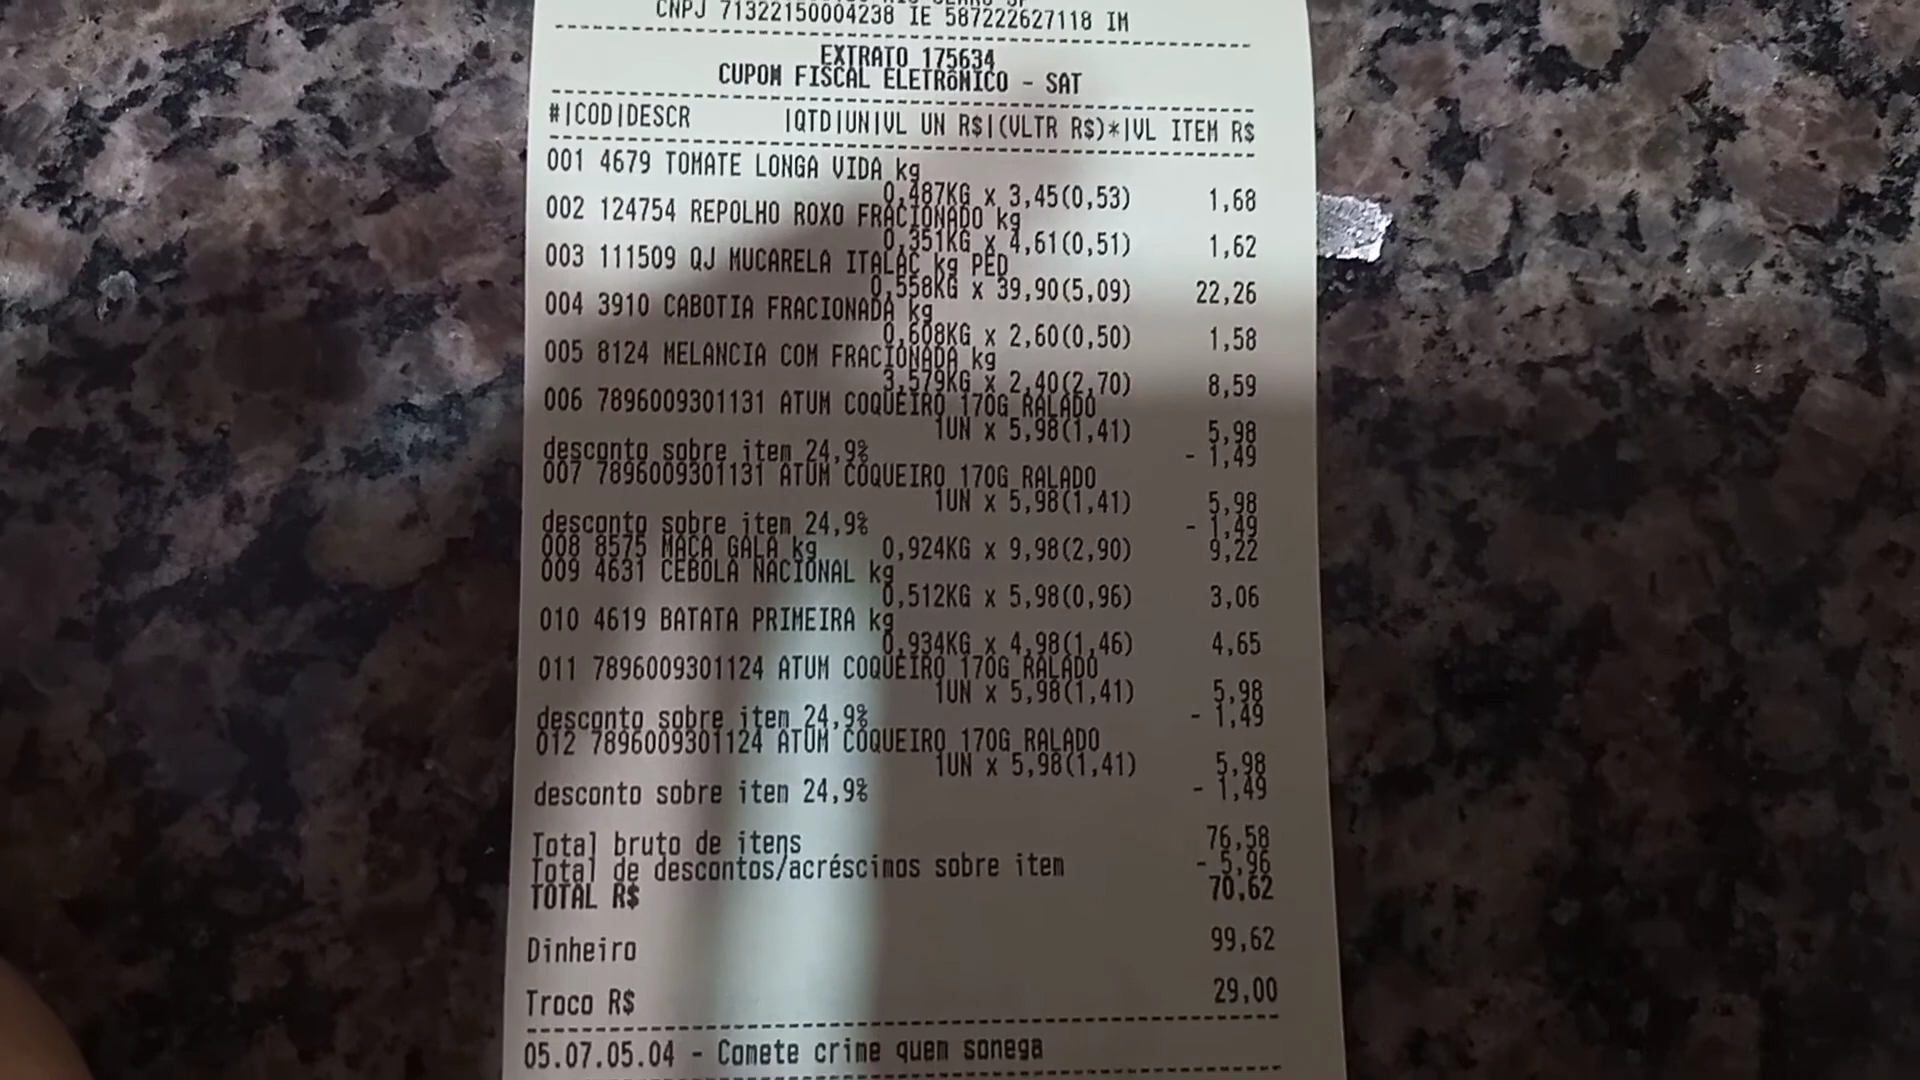 CNPJ 71322150004238 IE 587222627118 IM
EXTRATO 175634
CUPOM FISCAL ELETRÔNICO - SAT
#|COD|DESCR |QTD|UN|VL UN R$|(VLTR R$)*|VL ITEM R$
001 4679 TOMATE LONGA VIDA kg
0,487KG x 3,45(0,53) 1,68
002 124754 REPOLHO ROXO FRACIONADO kg
0,351KG x 4,61(0,51) 1,62
003 111509 QJ MUCARELA ITALAC kg PED
0,558KG x 39,90(5,09) 22,26
004 3910 CABOTIA FRACIONADA kg
0,608KG x 2,60(0,50) 1,58
005 8124 MELANCIA COM FRACIONADA kg
3,579KG x 2,40(2,70) 8,59
006 7896009301131 ATUM COQUEIRO 170G RALADO
1UN x 5,98(1,41) 5,98
desconto sobre item 24,9% - 1,49
007 7896009301131 ATUM COQUEIRO 170G RALADO
1UN x 5,98(1,41) 5,98
desconto sobre item 24,9% - 1,49
008 8575 MACA GALA kg 0,924KG x 9,98(2,90) 9,22
009 4631 CEBOLA NACIONAL kg
0,512KG x 5,98(0,96) 3,06
010 4619 BATATA PRIMEIRA kg
0,934KG x 4,98(1,46) 4,65
011 7896009301124 ATUM COQUEIRO 170G RALADO
1UN x 5,98(1,41) 5,98
desconto sobre item 24,9% - 1,49
012 7896009301124 ATUM COQUEIRO 170G RALADO
1UN x 5,98(1,41) 5,98
desconto sobre item 24,9% - 1,49
Total bruto de itens 76,58
Total de descontos/acréscimos sobre item - 5,96
TOTAL R$ 70,62
Dinheiro 99,62
Troco R$ 29,00
05.07.05.04 - Comete crime quem sonega